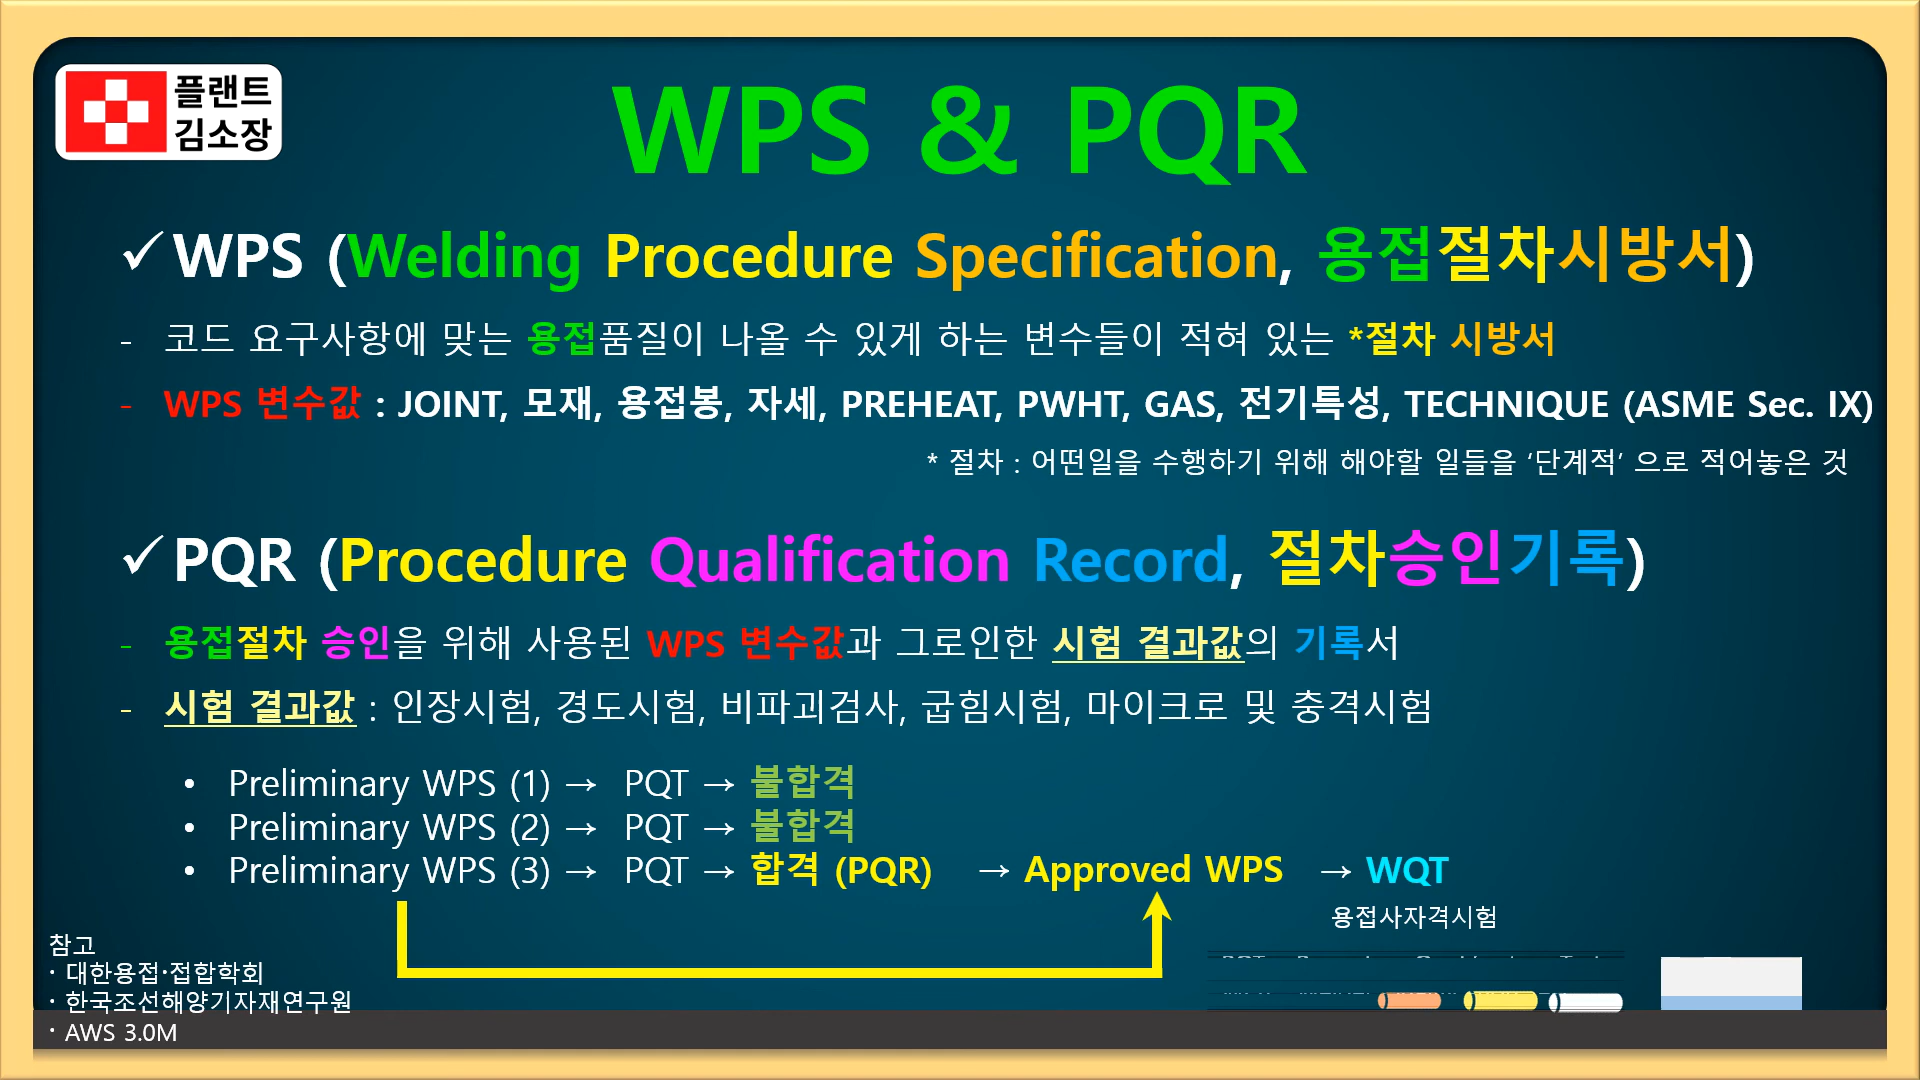 플랜트
김소장
WPS & PQR
✓WPS (Welding Procedure Specification, 용접절차시방서)
- 코드 요구사항에 맞는 용접품질이 나올 수 있게 하는 변수들이 적혀 있는 *절차 시방서
- WPS 변수값 : JOINT, 모재, 용접봉, 자세, PREHEAT, PWHT, GAS, 전기특성, TECHNIQUE (ASME Sec. IX)
* 절차 : 어떤일을 수행하기 위해 해야할 일들을 ‘단계적’ 으로 적어놓은 것
✓PQR (Procedure Qualification Record, 절차승인기록)
- 용접절차 승인을 위해 사용된 WPS 변수값과 그로인한 시험 결과값의 기록서
- 시험 결과값 : 인장시험, 경도시험, 비파괴검사, 굽힘시험, 마이크로 및 충격시험
• Preliminary WPS (1) → PQT → 불합격
• Preliminary WPS (2) → PQT → 불합격
• Preliminary WPS (3) → PQT → 합격 (PQR) → Approved WPS → WQT
용접사자격시험
참고
· 대한용접·접합학회
· 한국조선해양기자재연구원
· AWS 3.0M